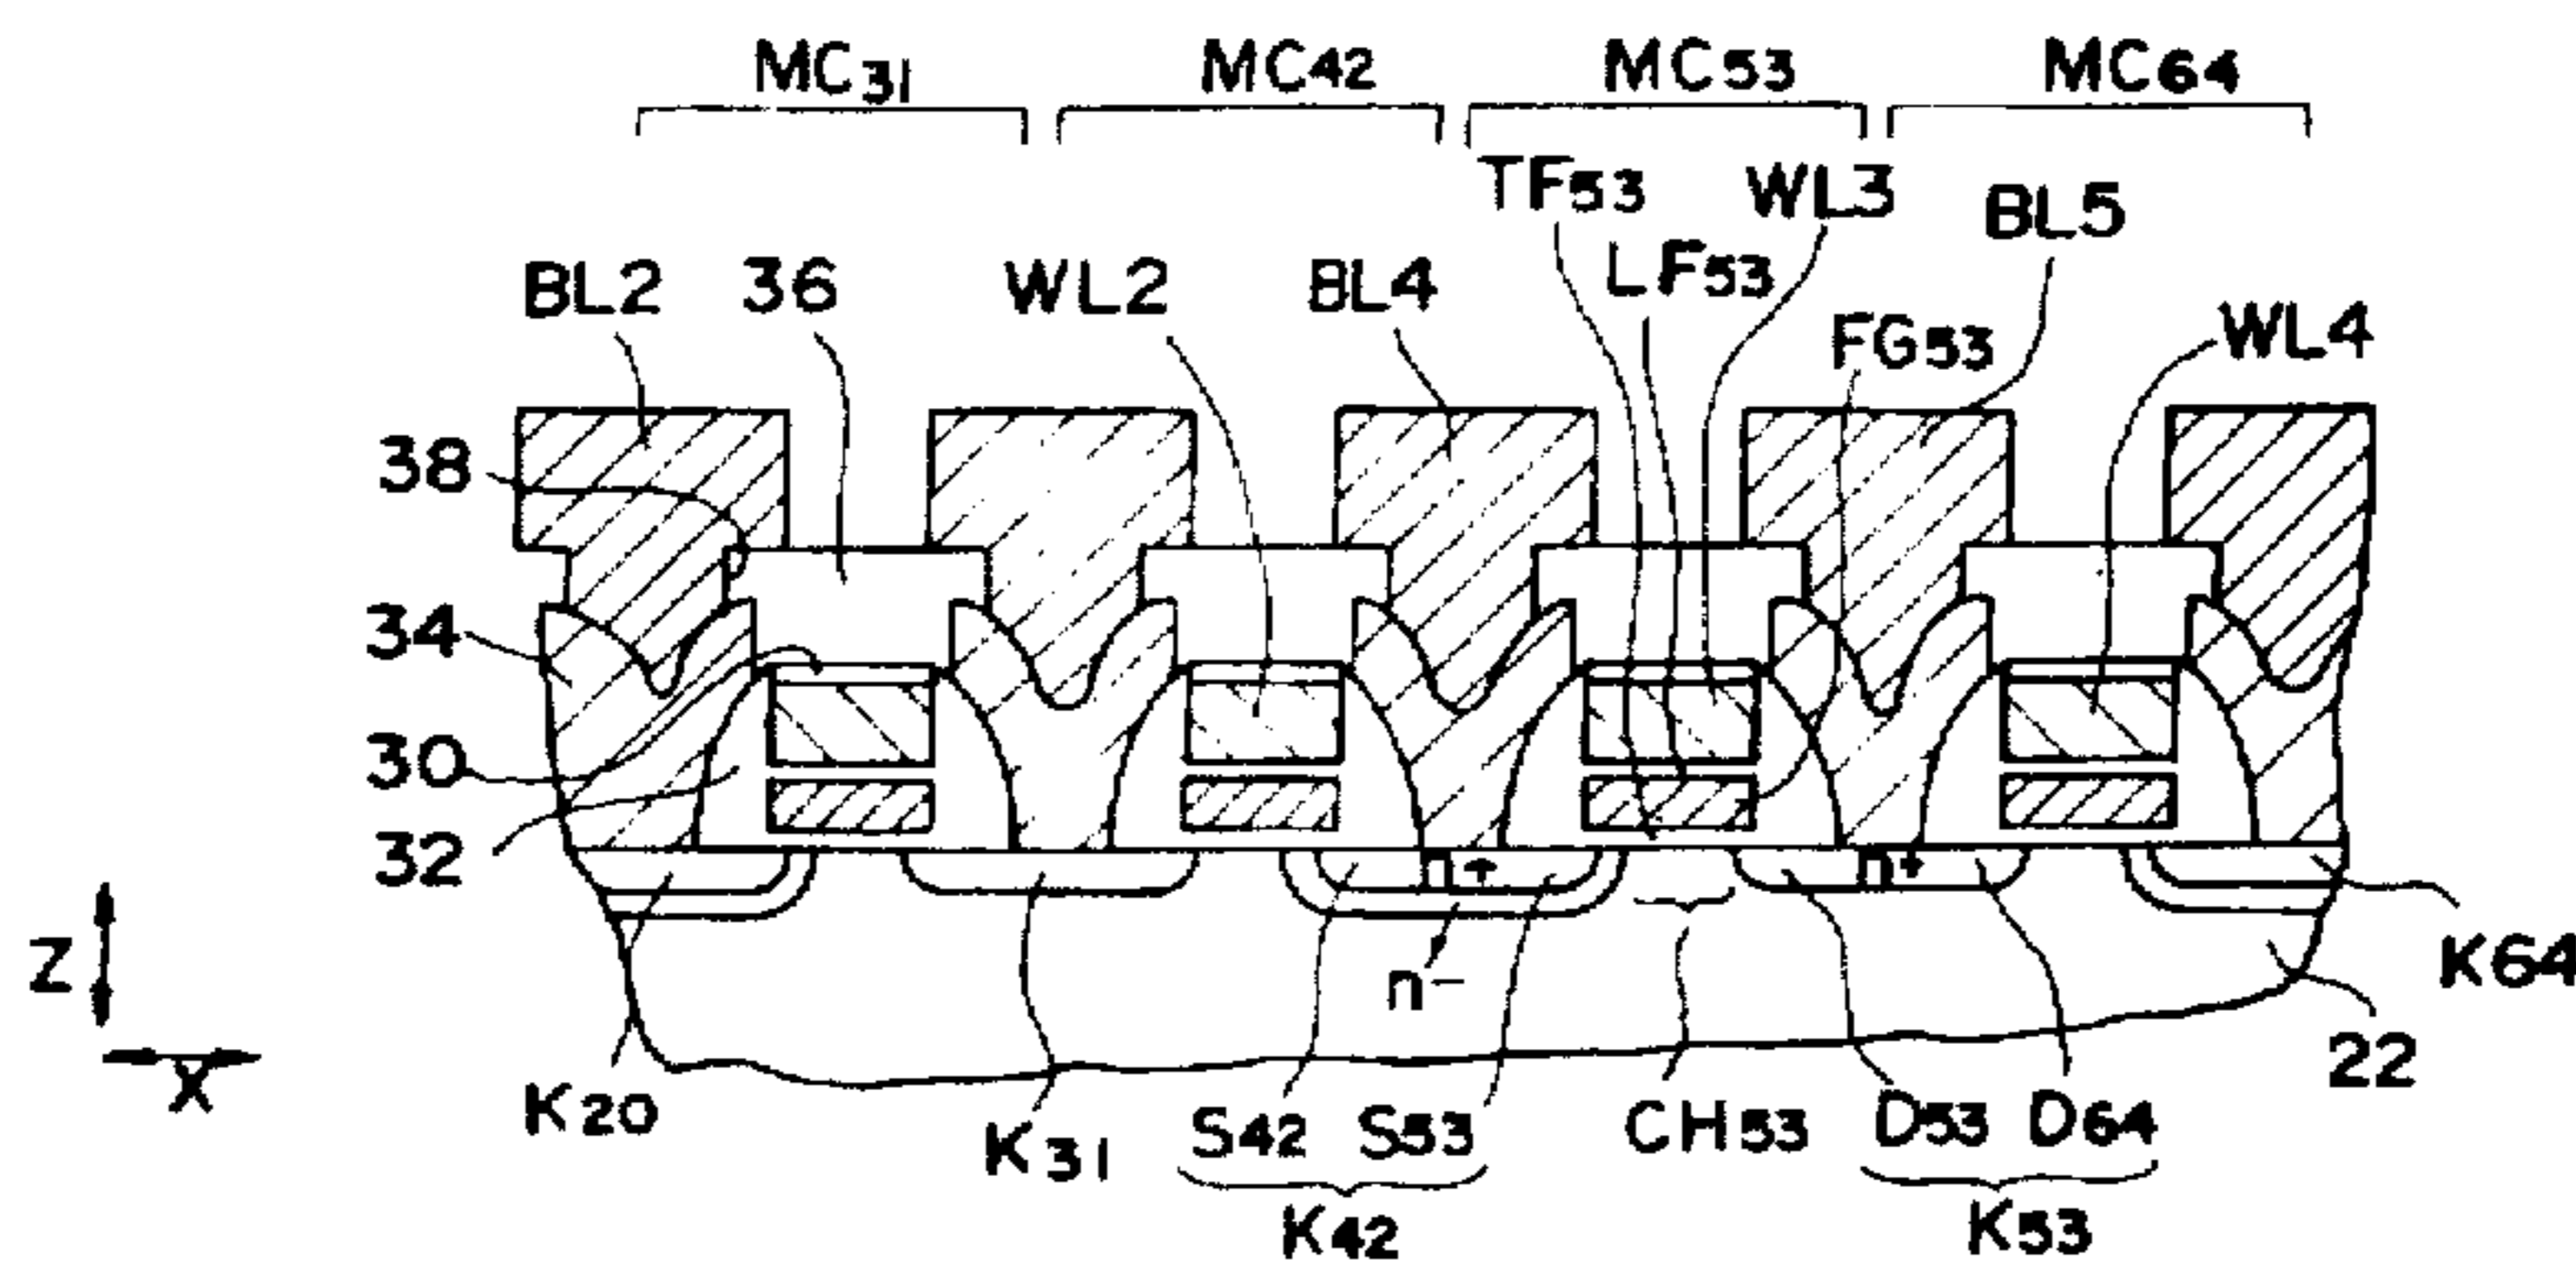 MC31 MC42 MC53 MC64
TF53 WL3 BL5
BL2 36 WL2 BL4 LF53
FG53 WL4
38
34
30
32
n+ n+
Z n- K64
X 22
K20 K31 S42 S53 CH53 D53 D64
K42 K53